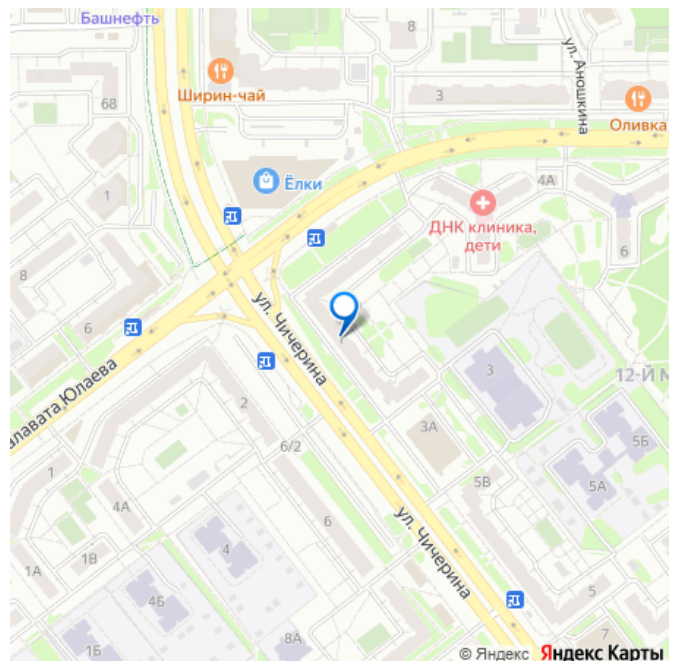 Башнефть
8
Ширин-чай
3
ул. Аношкина
68
Оливка
Ёлки
1
4А
ДНК клиника,
дети
6
8
6
ул. Чичерина
алавата Юлаева
3
12-Й М
2
3А
6/2
5Б
1
5В
5А
4А
6
ул. Чичерина
4
1В
1А
5
4Б
8А
7
1Б
© Яндекс Яндекс Карты